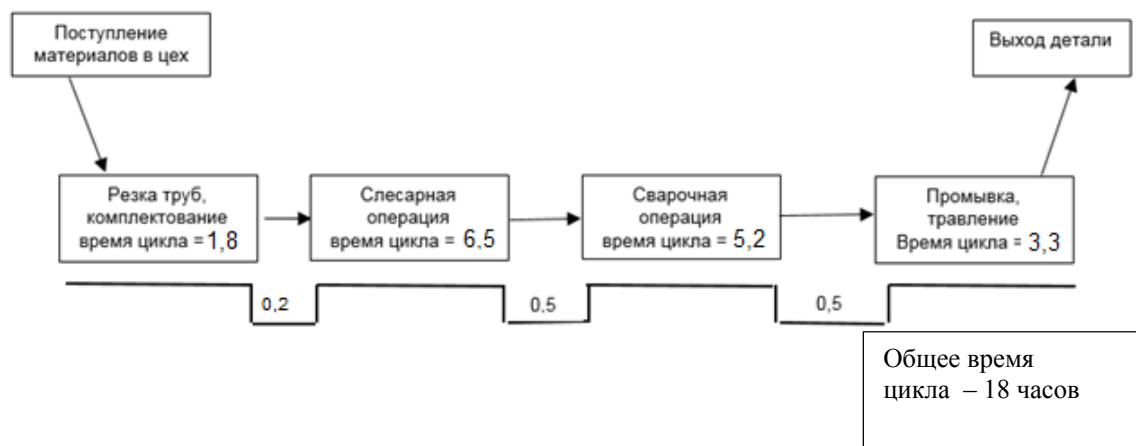 Поступление
материалов в цех
Выход детали
Резка труб,
комплектование
время цикла = 1,8
Слесарная
операция
время цикла = 6,5
Сварочная
операция
время цикла = 5,2
Промывка,
травление
Время цикла = 3,3
0,2
0,5
0,5
Общее время
цикла – 18 часов